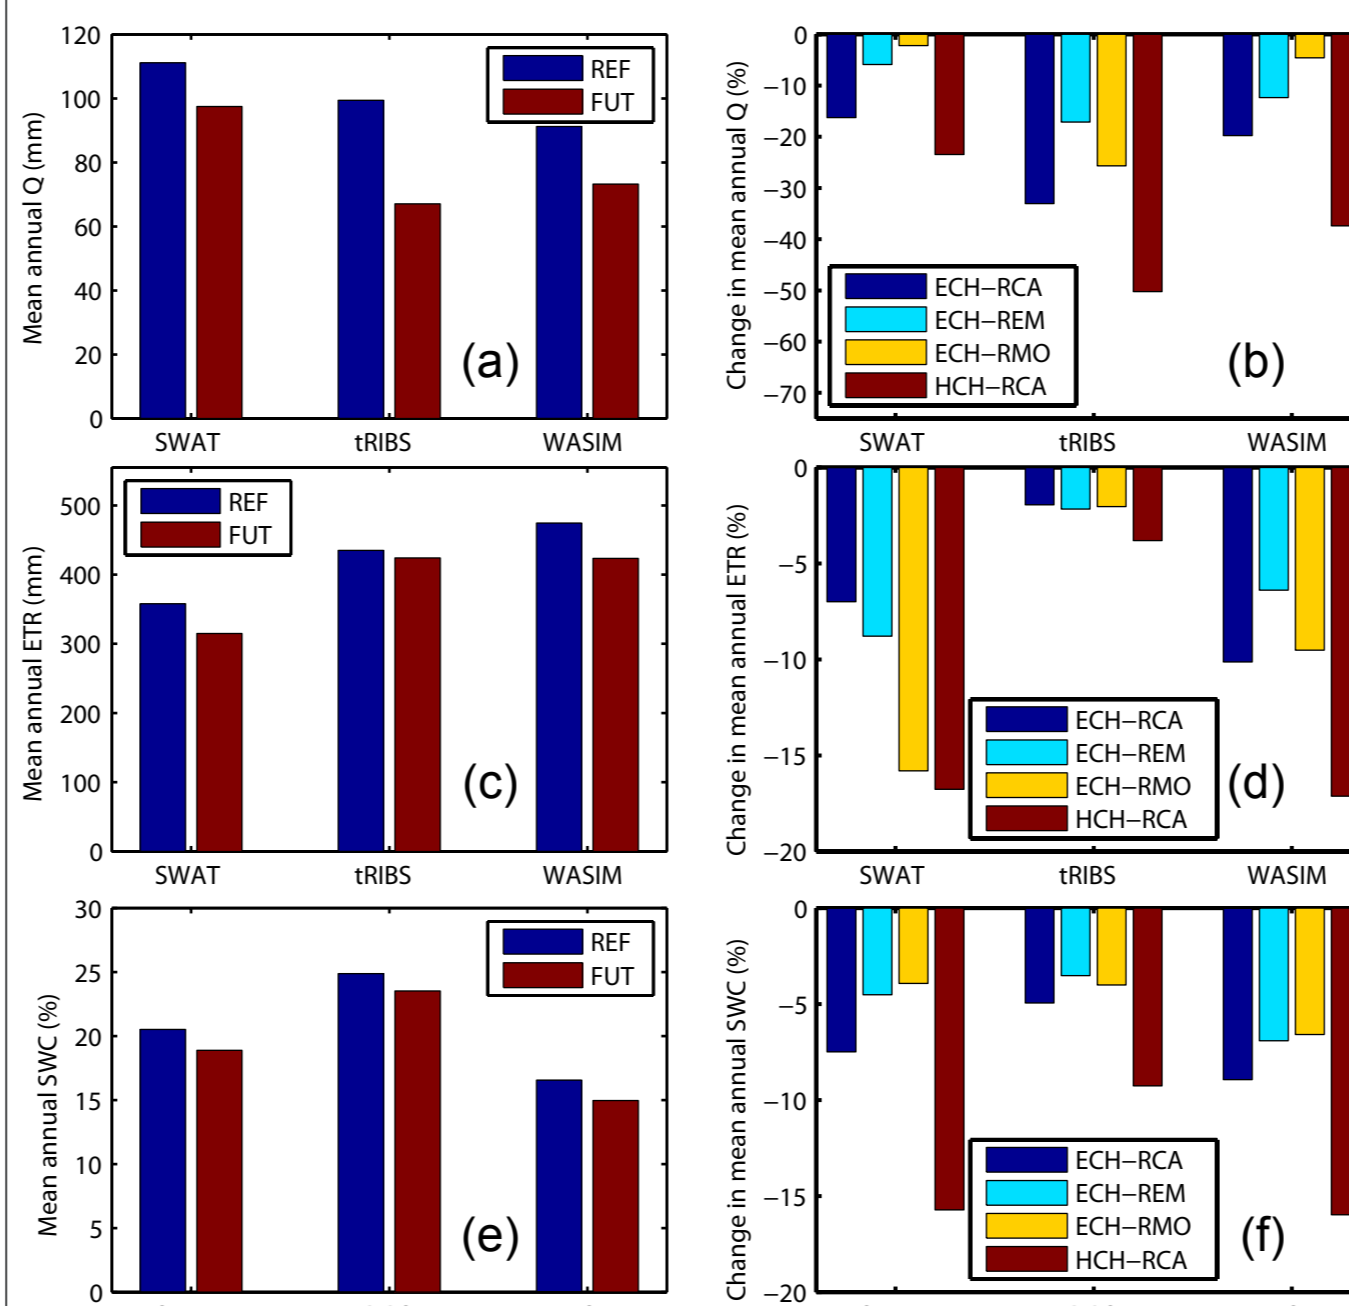 Mean annual Q (mm)
120
100
80
60
40
20
0
REF
FUT
(a)
SWAT tRIBS WASIM
Change in mean annual Q (%)
0
−10
−20
−30
−40
−50
−60
−70
ECH−RCA
ECH−REM
ECH−RMO
HCH−RCA
(b)
SWAT tRIBS WASIM
Mean annual ETR (mm)
500
400
300
200
100
0
REF
FUT
(c)
SWAT tRIBS WASIM
Change in mean annual ETR (%)
0
−5
−10
−15
−20
ECH−RCA
ECH−REM
ECH−RMO
HCH−RCA
(d)
SWAT tRIBS WASIM
Mean annual SWC (%)
30
25
20
15
10
5
0
REF
FUT
(e)
Change in mean annual SWC (%)
0
−5
−10
−15
−20
ECH−RCA
ECH−REM
ECH−RMO
HCH−RCA
(f)